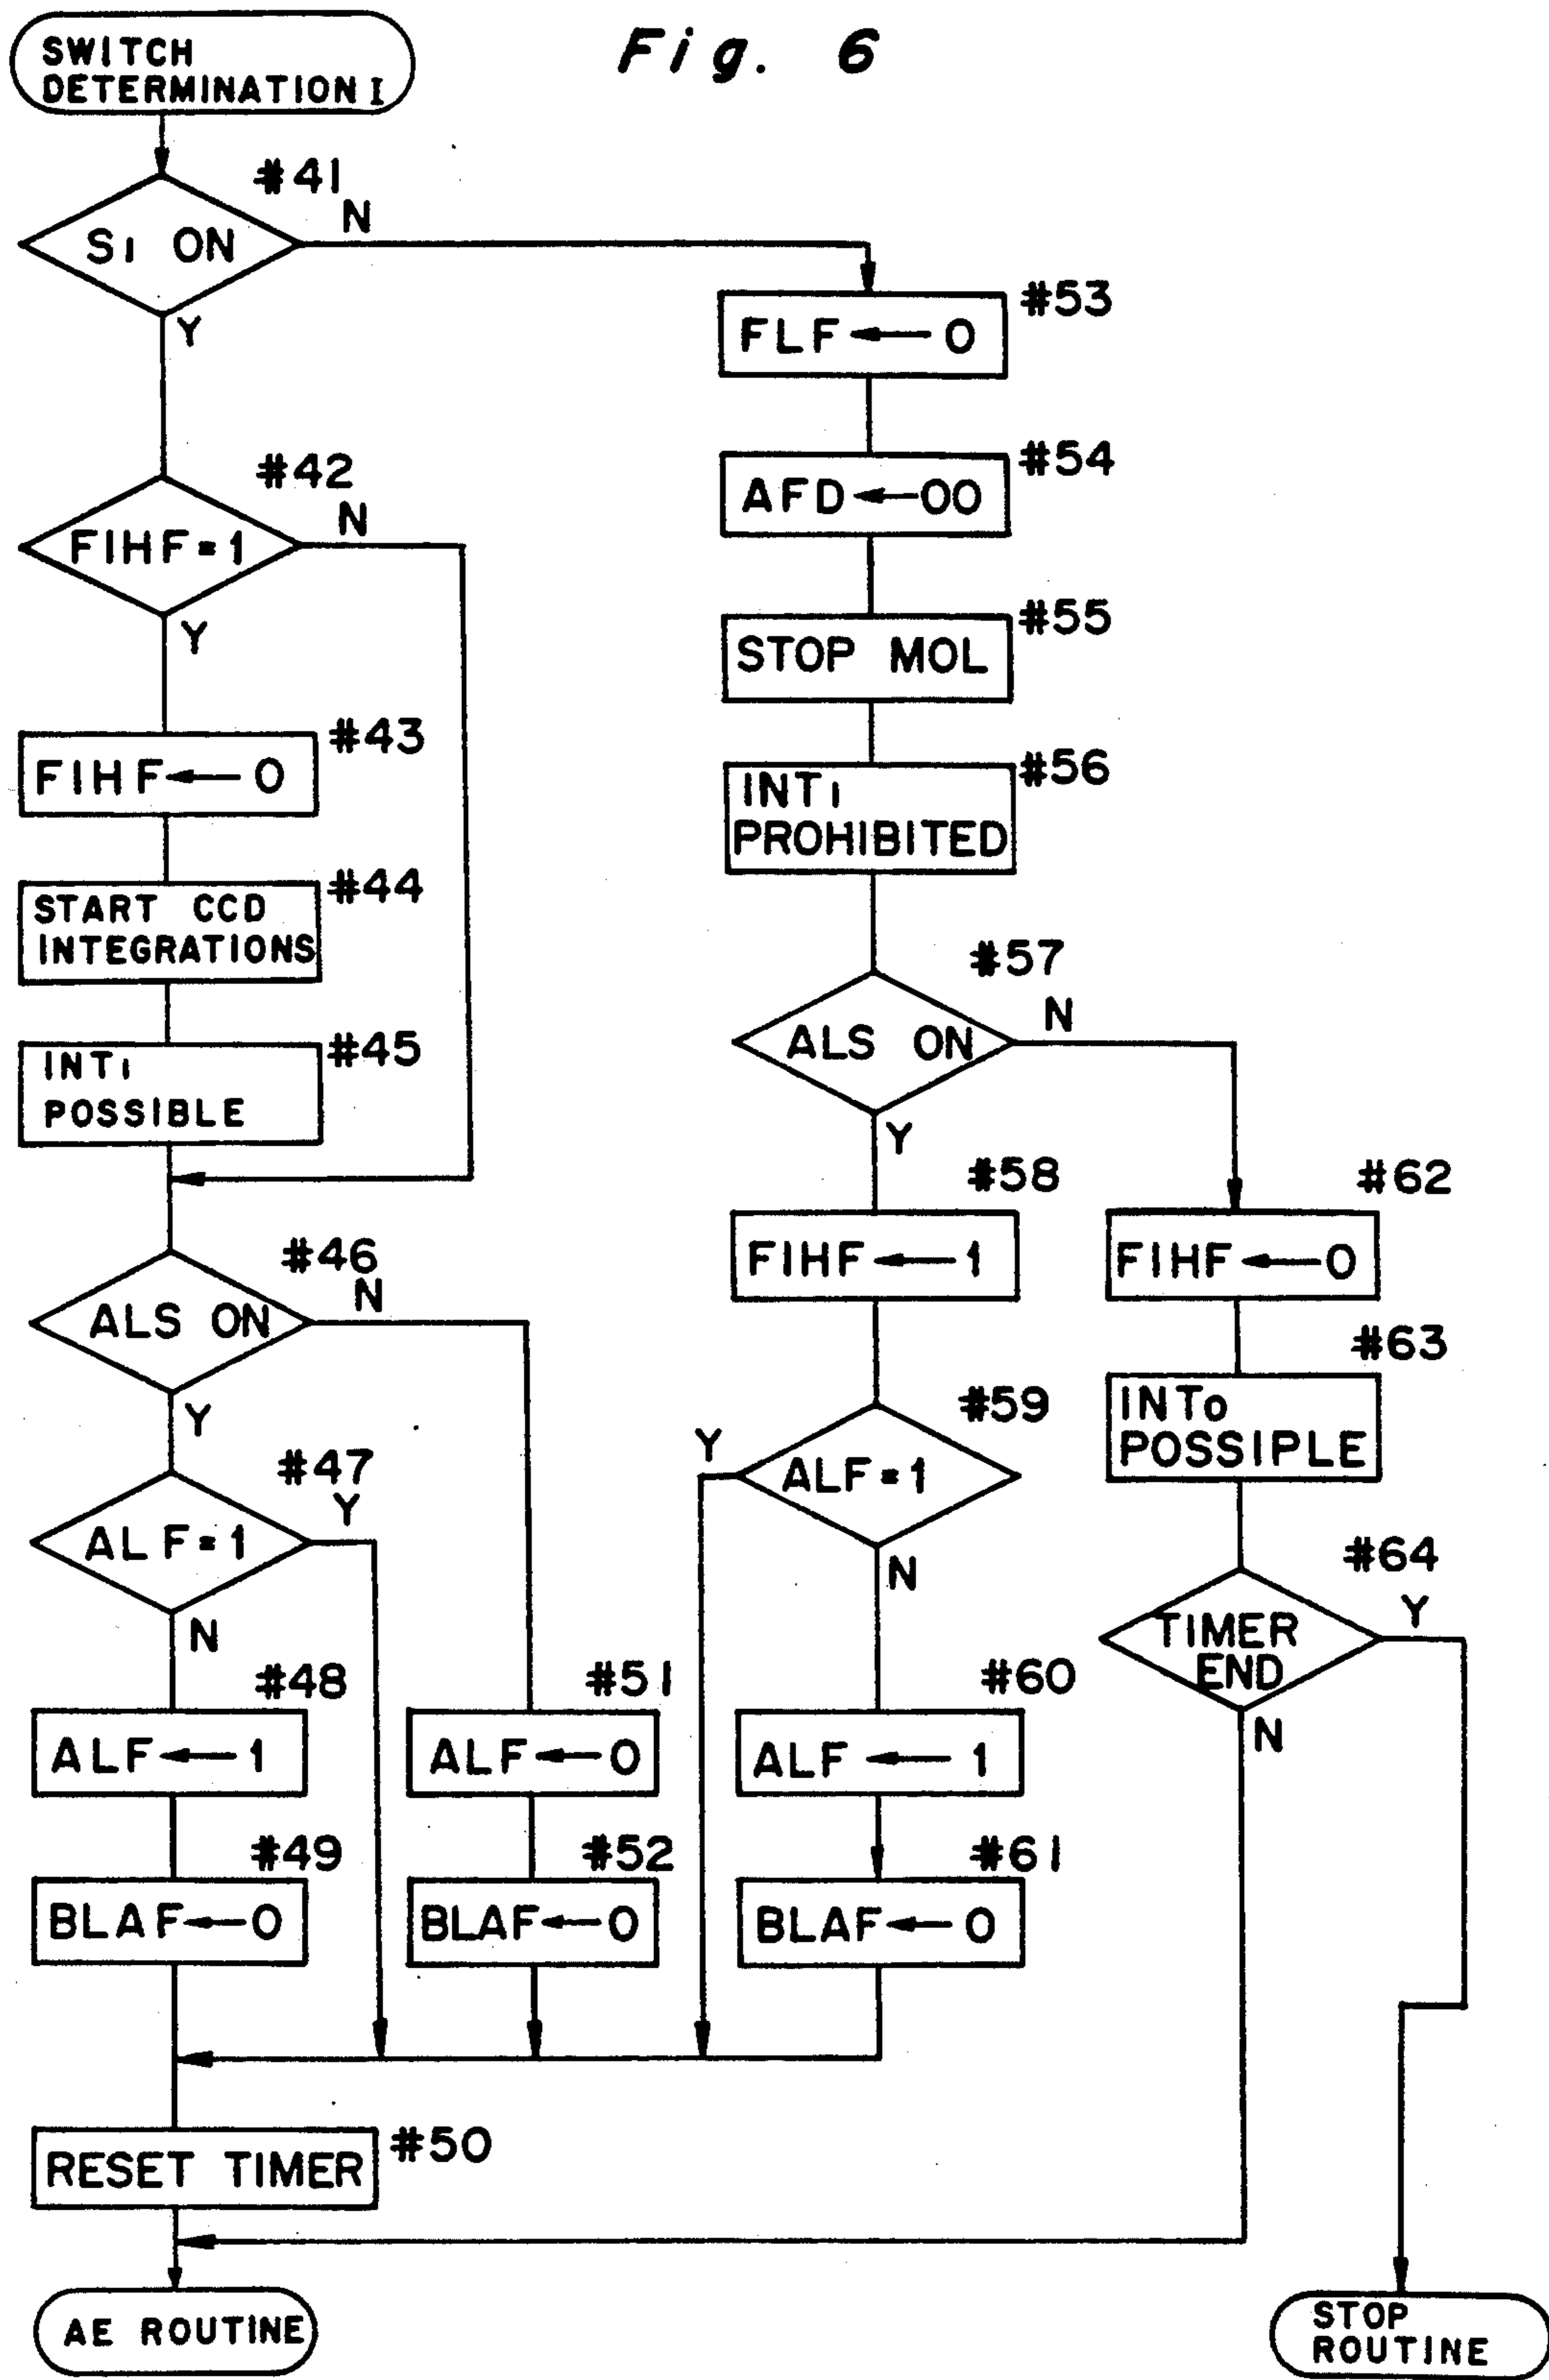 Fig. 6
SWITCH
DETERMINATION I
#41
S1 ON
N
Y
#42
FIHF=1
N
Y
#43
FIHF←0
#44
START CCD
INTEGRATIONS
#45
INT1
POSSIBLE
#46
ALS ON
N
Y
#47
ALF=1
Y
N
#48
ALF←1
#49
BLAF←0
#50
RESET TIMER
AE ROUTINE
#51
ALF←0
#52
BLAF←0
#53
FLF←0
#54
AFD←00
#55
STOP MOL
#56
INT1
PROHIBITED
#57
ALS ON
N
Y
#58
FIHF←1
#59
ALF=1
Y
N
#60
ALF←1
#61
BLAF←0
#62
FIHF←0
#63
INTo
POSSIPLE
#64
TIMER
END
Y
N
STOP
ROUTINE